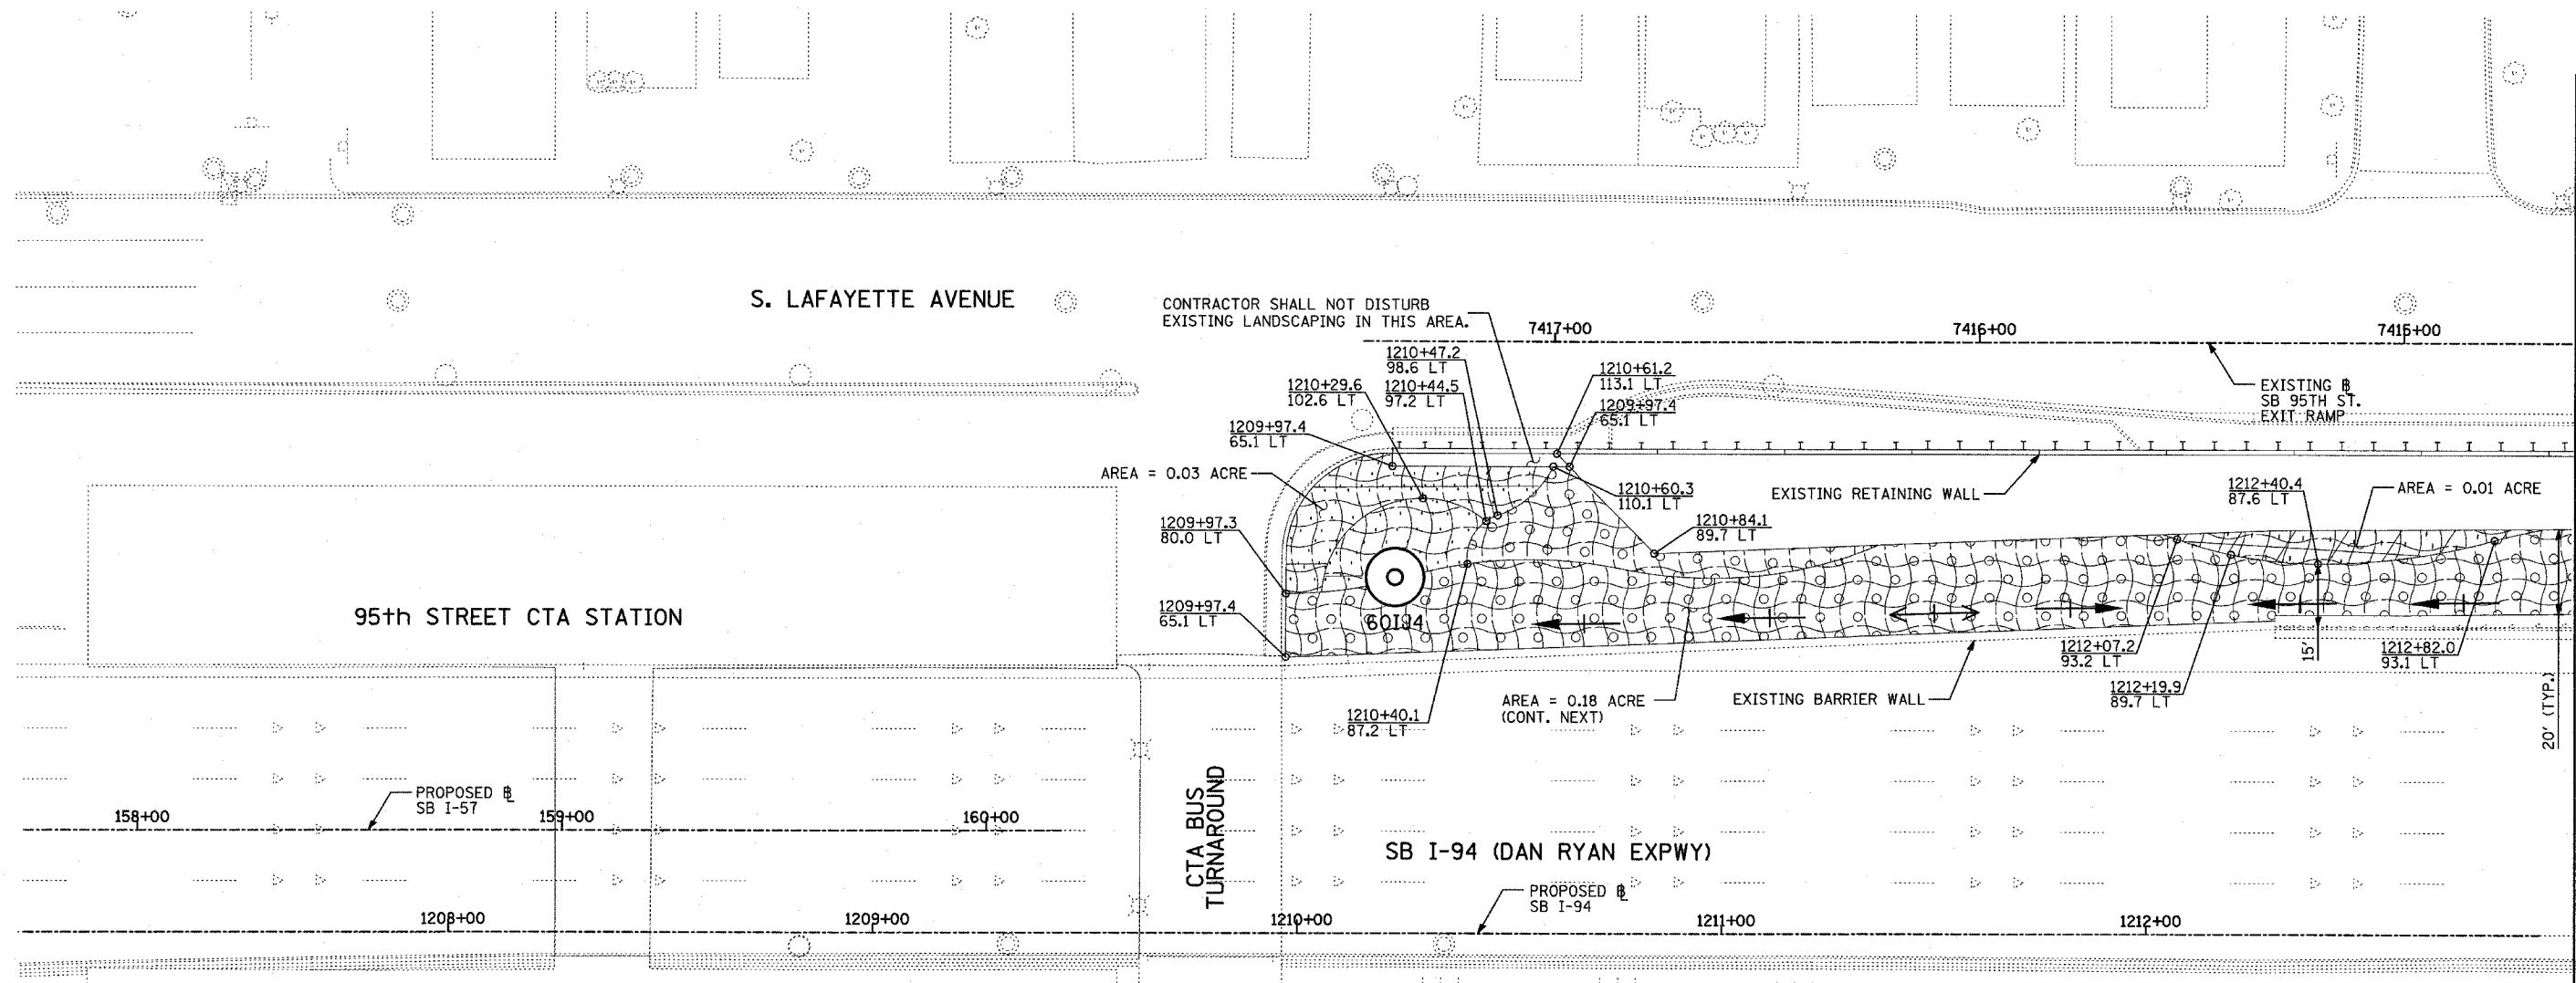 S. LAFAYETTE AVENUE
CONTRACTOR SHALL NOT DISTURB
EXISTING LANDSCAPING IN THIS AREA.
7417+00
7416+00
7415+00
1210+47.2
98.6 LT
1210+61.2
113.1 LT
1210+29.6
102.6 LT
1210+44.5
97.2 LT
EXISTING B
SB 95TH ST.
EXIT RAMP
1209+97.4
65.1 LT
1209+97.4
65.1 LT
AREA = 0.03 ACRE
1210+60.3
110.1 LT
EXISTING RETAINING WALL
1212+40.4
87.6 LT
AREA = 0.01 ACRE
1209+97.3
80.0 LT
1210+84.1
89.7 LT
95th STREET CTA STATION
1209+97.4
65.1 LT
60IJ4
1212+07.2
93.2 LT
15'
1212+82.0
93.1 LT
1212+19.9
89.7 LT
20' (TYP.)
AREA = 0.18 ACRE
(CONT. NEXT)
EXISTING BARRIER WALL
1210+40.1
87.2 LT
PROPOSED B
SB I-57
158+00
159+00
160+00
CTA BUS
TURNAROUND
SB I-94 (DAN RYAN EXPWY)
PROPOSED B
SB I-94
1208+00
1209+00
1210+00
1211+00
1212+00